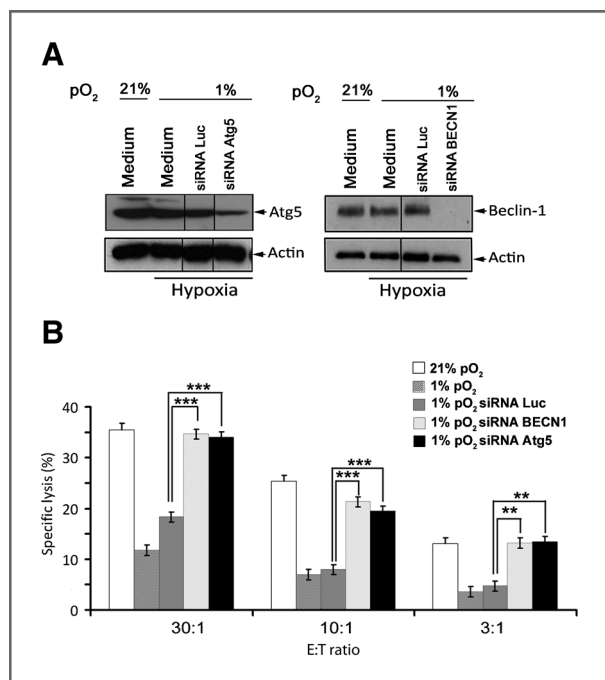 A
pO2 21% 1%
Medium Medium siRNA Luc siRNA Atg5
Atg5
Actin
Hypoxia
pO2 21% 1%
Medium Medium siRNA Luc siRNA BECN1
Beclin-1
Actin
Hypoxia
B
21% pO2
1% pO2
1% pO2 siRNA Luc
1% pO2 siRNA BECN1
1% pO2 siRNA Atg5
Specific lysis (%)
40
30
20
10
0
***
***
***
***
**
**
30:1 10:1 3:1
E:T ratio